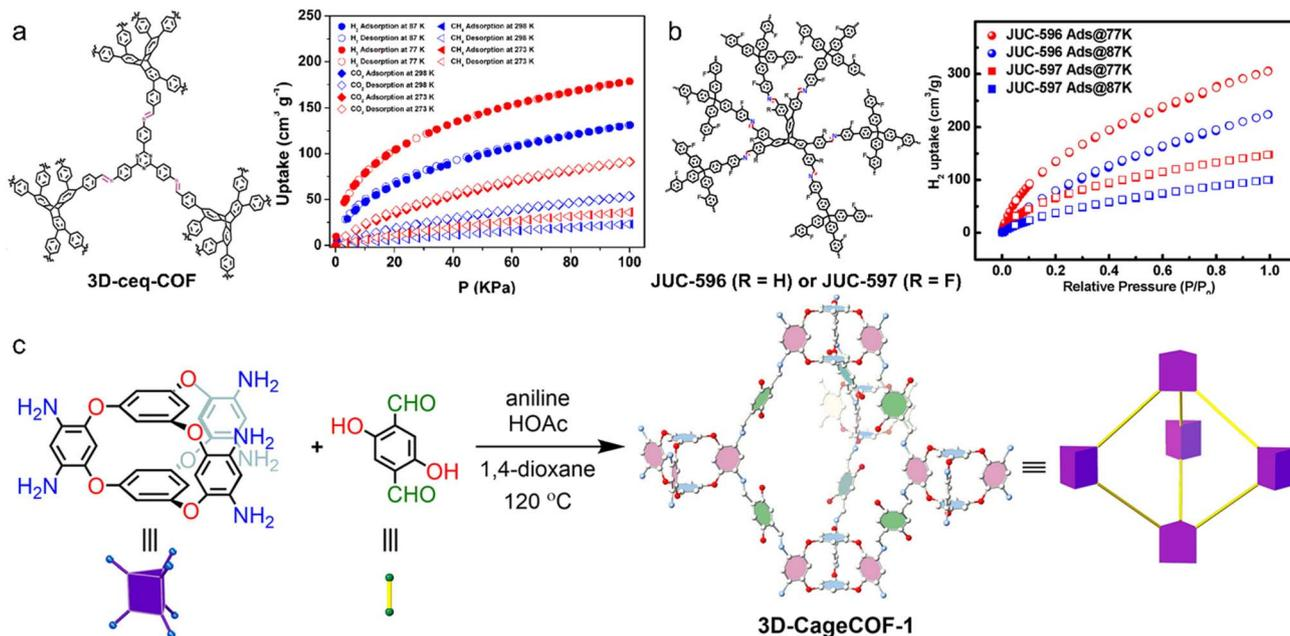 a
3D-ceq-COF
Uptake (cm³ g⁻¹)
250
200
150
100
50
0
H₂ Adsorption at 87 K
H₂ Desorption at 87 K
H₂ Adsorption at 77 K
H₂ Desorption at 77 K
CO₂ Adsorption at 298 K
CO₂ Desorption at 298 K
CO₂ Adsorption at 273 K
CO₂ Desorption at 273 K
CH₄ Adsorption at 298 K
CH₄ Desorption at 298 K
CH₄ Adsorption at 273 K
CH₄ Desorption at 273 K
0 20 40 60 80 100
P (KPa)
b
JUC-596 (R = H) or JUC-597 (R = F)
H₂ uptake (cm³/g)
300
200
100
0
JUC-596 Ads@77K
JUC-596 Ads@87K
JUC-597 Ads@77K
JUC-597 Ads@87K
0.0 0.2 0.4 0.6 0.8 1.0
Relative Pressure (P/P₀)
c
H₂N
H₂N
O
O
O
O
O
O
NH₂
NH₂
NH₂
NH₂
+
CHO
HO
OH
CHO
aniline
HOAc
1,4-dioxane
120 °C
3D-CageCOF-1